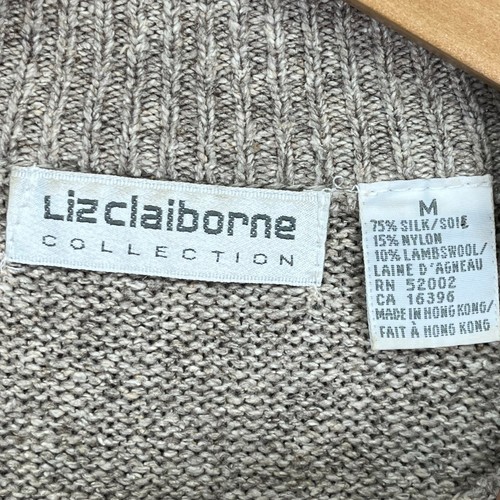 Liz claiborne
COLLECTION
M
75% SILK/SOIE
15% NYLON
10% LAMBSWOOL/
LAINE D'AGNEAU
RN 52002
CA 16396
MADE IN HONG KONG/
FAIT À HONG KONG